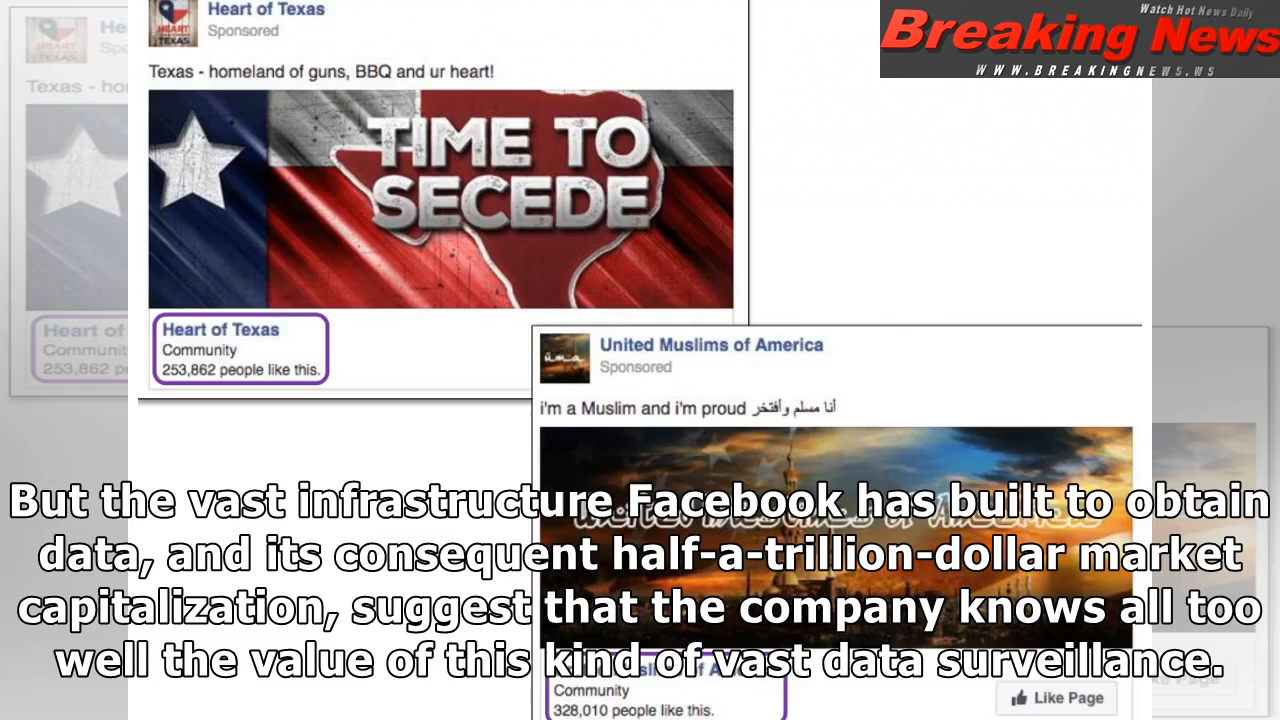 Watch Hot News Daily
Breaking News
WWW.BREAKINGNEWS.WS
Heart of Texas
Sponsored
Texas - homeland of guns, BBQ and ur heart!
HEART
TEXAS
TIME TO
SECEDE
Heart of Texas
Community
253,862 people like this.
United Muslims of America
Sponsored
uma
i'm a Muslim and i'm proud أنا مسلم وأفتخر
But the vast infrastructure Facebook has built to obtain
data, and its consequent half-a-trillion-dollar market
capitalization, suggest that the company knows all too
well the value of this kind of vast data surveillance.
Community
328,010 people like this.
Like Page